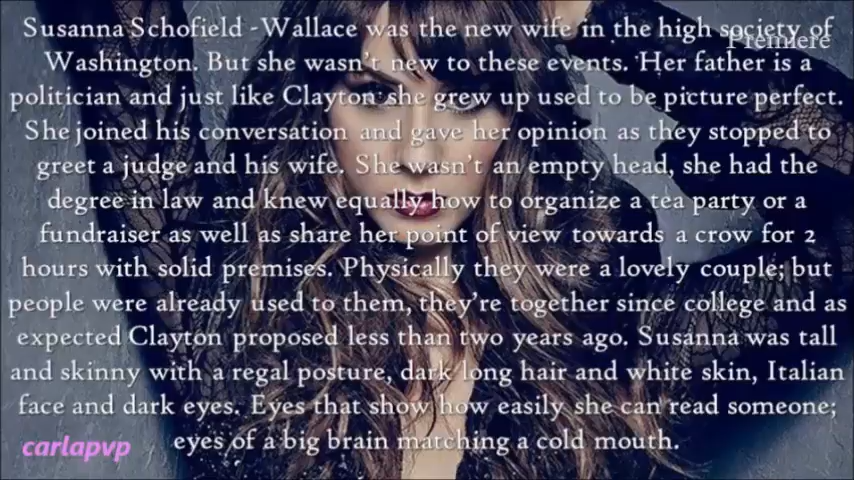 Susanna Schofield -Wallace was the new wife in the high society of
Premiere
Washington. But she wasn't new to these events. Her father is a
politician and just like Clayton she grew up used to be picture perfect.
She joined his conversation and gave her opinion as they stopped to
greet a judge and his wife. She wasn't an empty head, she had the
degree in law and knew equally how to organize a tea party or a
fundraiser as well as share her point of view towards a crow for 2
hours with solid premises. Physically they were a lovely couple; but
people were already used to them, they're together since college and as
expected Clayton proposed less than two years ago. Susanna was tall
and skinny with a regal posture, dark long hair and white skin, Italian
face and dark eyes. Eyes that show how easily she can read someone;
eyes of a big brain matching a cold mouth.
carlapvp